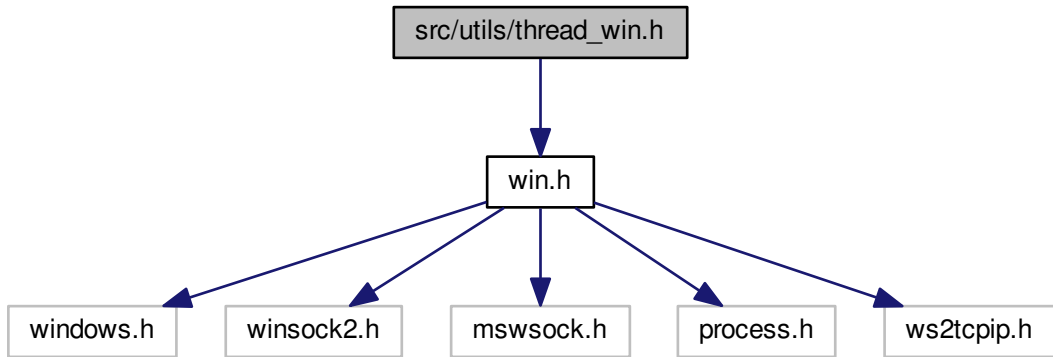 src/utils/thread_win.h
win.h
windows.h
winsock2.h
mswsock.h
process.h
ws2tcpip.h